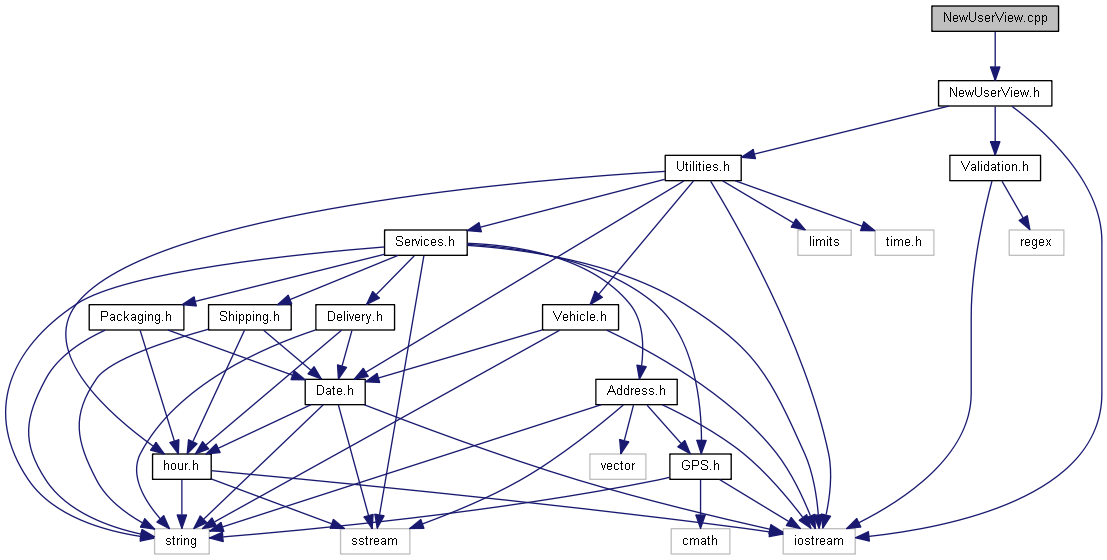 NewUserView.cpp
NewUserView.h
Utilities.h
Validation.h
Services.h
limits
time.h
regex
Packaging.h
Shipping.h
Delivery.h
Vehicle.h
Date.h
Address.h
hour.h
vector
GPS.h
string
sstream
cmath
iostream